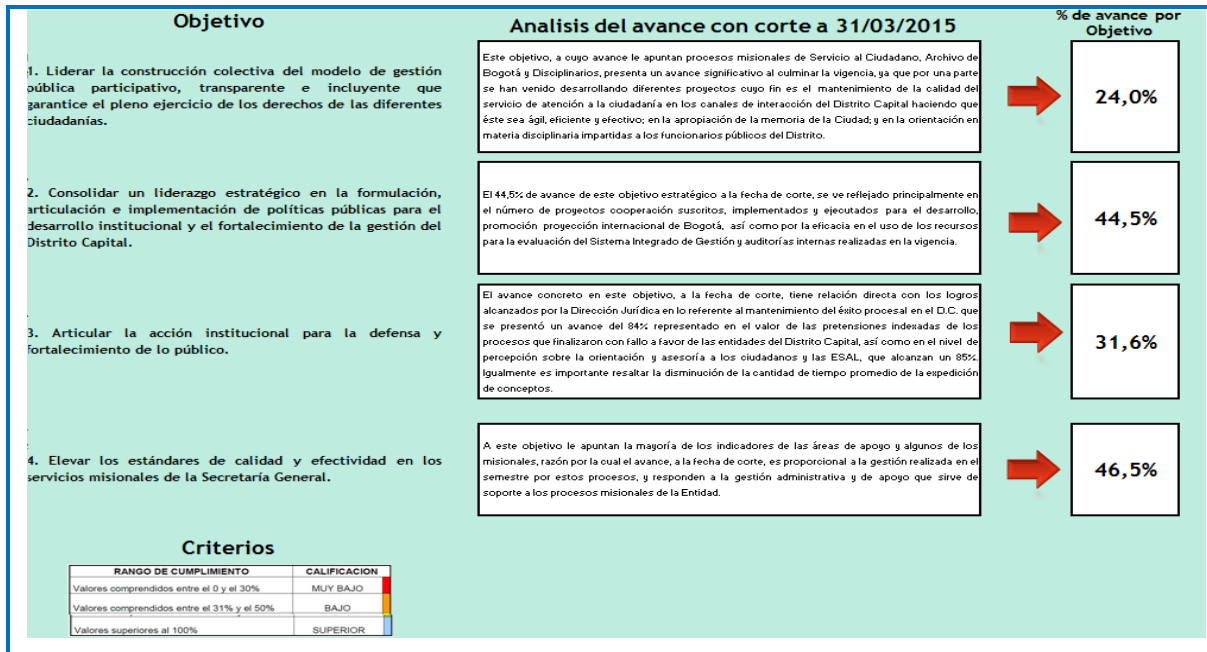 Objetivo
Analisis del avance con corte a 31/03/2015
% de avance por
Objetivo
1. Liderar la construcción colectiva del modelo de gestión
pública participativo, transparente e incluyente que
garantice el pleno ejercicio de los derechos de las diferentes
ciudadanías.
Este objetivo, a cuyo avance le apuntan procesos misionales de Servicio al Ciudadano, Archivo de
Bogotá y Disciplinarios, presenta un avance significativo al culminar la vigencia, ya que por una parte
se han venido desarrollando diferentes proyectos cuyo fin es el mantenimiento de la calidad del
servicio de atención a la ciudadanía en los canales de interacción del Distrito Capital haciendo que
éste sea ágil, eficiente y efectivo; en la apropiación de la memoria de la Ciudad; y en la orientación en
materia disciplinaria impartidas a los funcionarios públicos del Distrito.
24,0%
2. Consolidar un liderazgo estratégico en la formulación,
articulación e implementación de políticas públicas para el
desarrollo institucional y el fortalecimiento de la gestión del
Distrito Capital.
El 44,5% de avance de este objetivo estratégico a la fecha de corte, se ve reflejado principalmente en
el número de proyectos cooperación suscritos, implementados y ejecutados para el desarrollo,
promoción proyección internacional de Bogotá, así como por la eficacia en el uso de los recursos
para la evaluación del Sistema Integrado de Gestión y auditorías internas realizadas en la vigencia.
44,5%
3. Articular la acción institucional para la defensa y
fortalecimiento de lo público.
El avance concreto en este objetivo, a la fecha de corte, tiene relación directa con los logros
alcanzados por la Dirección Jurídica en lo referente al mantenimiento del éxito procesal en el D.C. que
se presentó un avance del 84% representado en el valor de las pretensiones indexadas de los
procesos que finalizaron con fallo a favor de las entidades del Distrito Capital, así como en el nivel de
percepción sobre la orientación y asesoría a los ciudadanos y las ESAL, que alcanzan un 85%.
Igualmente es importante resaltar la disminución de la cantidad de tiempo promedio de la expedición
de conceptos.
31,6%
4. Elevar los estándares de calidad y efectividad en los
servicios misionales de la Secretaría General.
A este objetivo le apuntan la mayoría de los indicadores de las áreas de apoyo y algunos de los
misionales, razón por la cual el avance, a la fecha de corte, es proporcional a la gestión realizada en el
semestre por estos procesos, y responden a la gestión administrativa y de apoyo que sirve de
soporte a los procesos misionales de la Entidad.
46,5%
Criterios
RANGO DE CUMPLIMIENTO CALIFICACION
Valores comprendidos entre el 0 y el 30% MUY BAJO
Valores comprendidos entre el 31% y el 50% BAJO
Valores superiores al 100% SUPERIOR